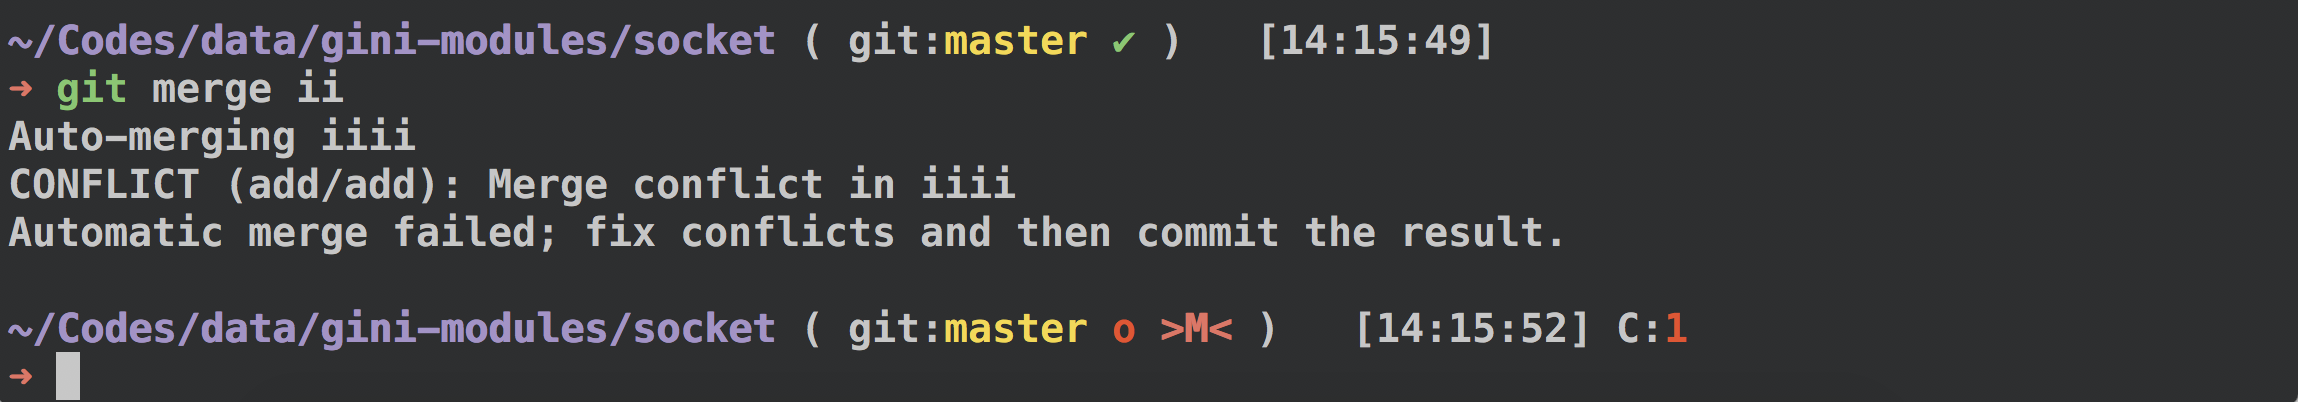 ~/Codes/data/gini-modules/socket ( git:master ✔ ) [14:15:49]
➜ git merge ii
Auto-merging iiii
CONFLICT (add/add): Merge conflict in iiii
Automatic merge failed; fix conflicts and then commit the result.
~/Codes/data/gini-modules/socket ( git:master o >M< ) [14:15:52] C:1
➜